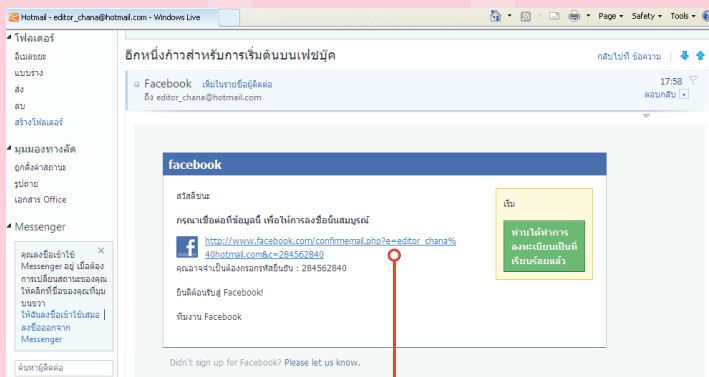 Hotmail - editor_chana@hotmail.com - Windows Live
Page Safety Tools
โฟลเดอร์
อีเมลขยะ
แบบร่าง
ส่ง
ลบ
สร้างโฟลเดอร์
มุมมองทางลัด
ถูกตั้งค่าสถานะ
รูปถ่าย
เอกสาร Office
Messenger
คุณลงชื่อเข้าใช้
Messenger อยู่ เมื่อต้อง
การเปลี่ยนสถานะของคุณ
ให้คลิกที่ชื่อของคุณที่มุม
บนขวา
ให้ฉันลงชื่อเข้าใช้เสมอ |
ลงชื่อออกจาก
Messenger
ค้นหาผู้ติดต่อ
อีกหนึ่งก้าวสำหรับการเริ่มต้นบนเฟชบุ๊ค
กลับไปที่ ข้อความ |
Facebook เพิ่มในรายชื่อผู้ติดต่อ
17:58
ถึง editor_chana@hotmail.com
ตอบกลับ
facebook
สวัสดีชนะ
กรุณาเชื่อต่อที่ข้อมูลนี้ เพื่อให้การลงชื่อนั้นสมบูรณ์
http://www.facebook.com/confirmemail.php?e=editor_chana%
40hotmail.com&c=284562840
คุณอาจจำเป็นต้องกรอกรหัสยืนยัน : 284562840
ยินดีต้อนรับสู่ Facebook!
ทีมงาน Facebook
เริ่ม
ท่านได้ทำการ
ลงทะเบียนเป็นที่
เรียบร้อยแล้ว
Didn't sign up for Facebook? Please let us know.